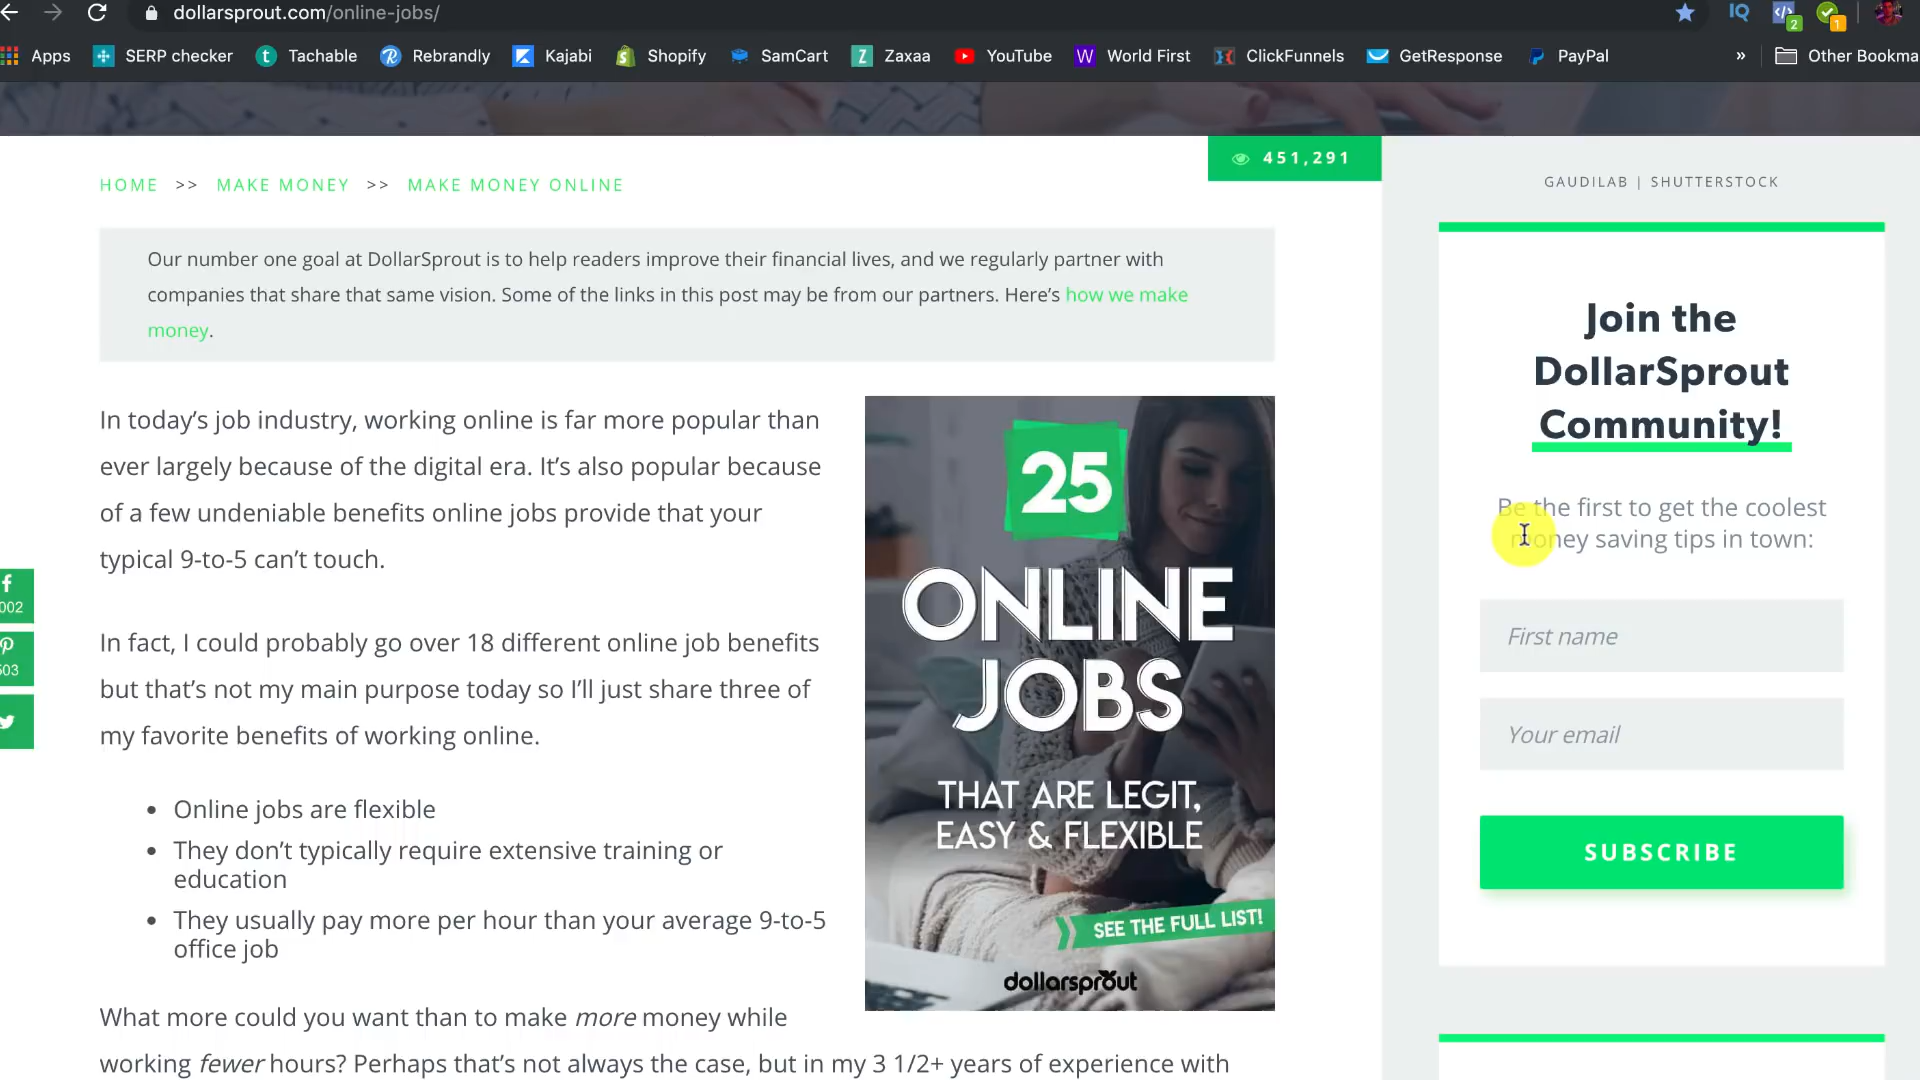 dollarsprout.com/online-jobs/
IQ
2
1
Apps
SERP checker
t
Tachable
Rebrandly
Kajabi
Shopify
SamCart
Z
Zaxaa
YouTube
W
World First
ClickFunnels
GetResponse
PayPal
»
Other Bookma
451,291
HOME >> MAKE MONEY >> MAKE MONEY ONLINE
GAUDILAB | SHUTTERSTOCK
Our number one goal at DollarSprout is to help readers improve their financial lives, and we regularly partner with
companies that share that same vision. Some of the links in this post may be from our partners. Here's how we make
money.
In today's job industry, working online is far more popular than
ever largely because of the digital era. It's also popular because
of a few undeniable benefits online jobs provide that your
typical 9-to-5 can't touch.
In fact, I could probably go over 18 different online job benefits
but that's not my main purpose today so I'll just share three of
my favorite benefits of working online.
• Online jobs are flexible
• They don't typically require extensive training or
education
• They usually pay more per hour than your average 9-to-5
office job
What more could you want than to make more money while
working fewer hours? Perhaps that's not always the case, but in my 3 1/2+ years of experience with
002
503
25
ONLINE
JOBS
THAT ARE LEGIT,
EASY & FLEXIBLE
SEE THE FULL LIST!
dollarsprout
Join the
DollarSprout
Community!
Be the first to get the coolest
money saving tips in town:
First name
Your email
SUBSCRIBE